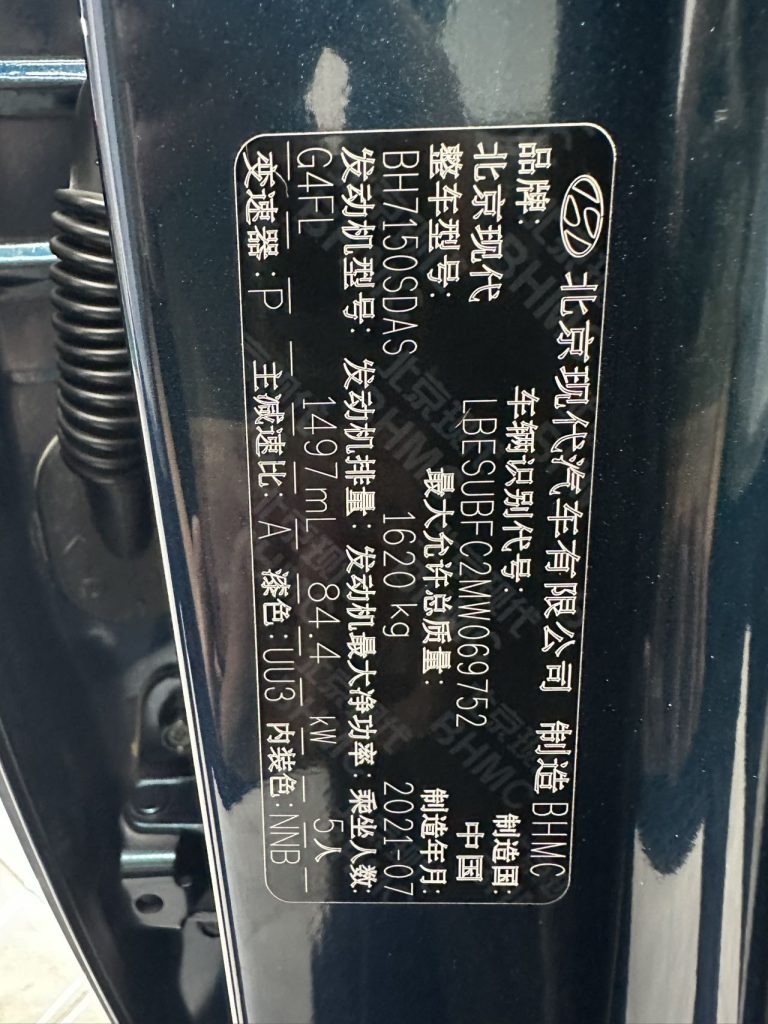 北京现代汽车有限公司 制造 BHMC
品牌: 车辆识别代号: 制造国:
北京现代 LBESUBFC2MW069752 中国
整车型号: 最大允许总质量: 制造年月:
BH7150SDAS 1620 kg 2021-07
发动机型号: 发动机排量: 发动机最大净功率: 乘坐人数:
G4FL 1497 mL 84.4 kW 5人
变速器: P 主减速比: A 漆色: UU3 内装色: NNB